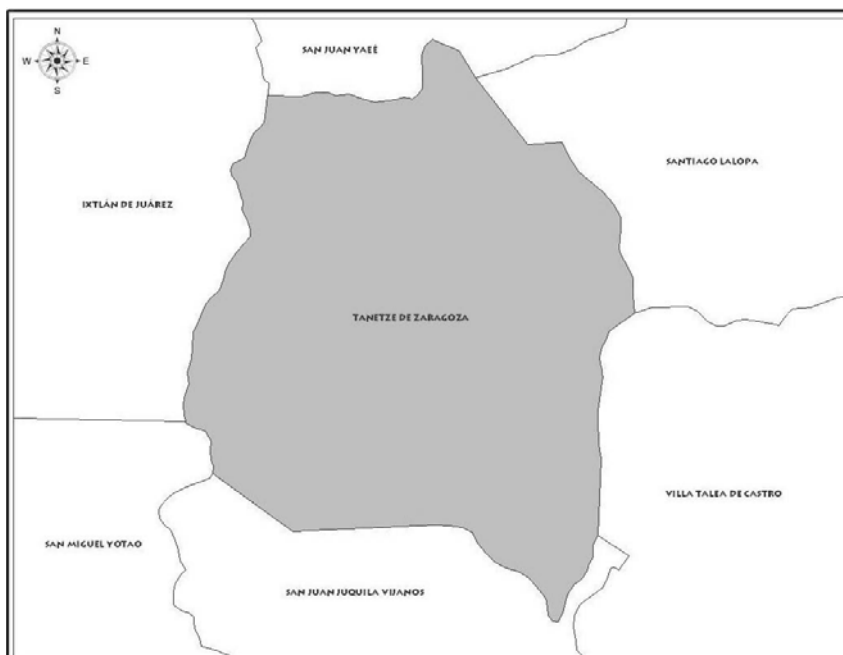 N
W E
S
SAN JUAN YAEÉ
SANTIAGO LALOPA
IXTLÁN DE JUÁREZ
TANETZE DE ZARAGOZA
VILLA TALEA DE CASTRO
SAN MIGUEL YOTAO
SAN JUAN JUQUILA VIJANOS